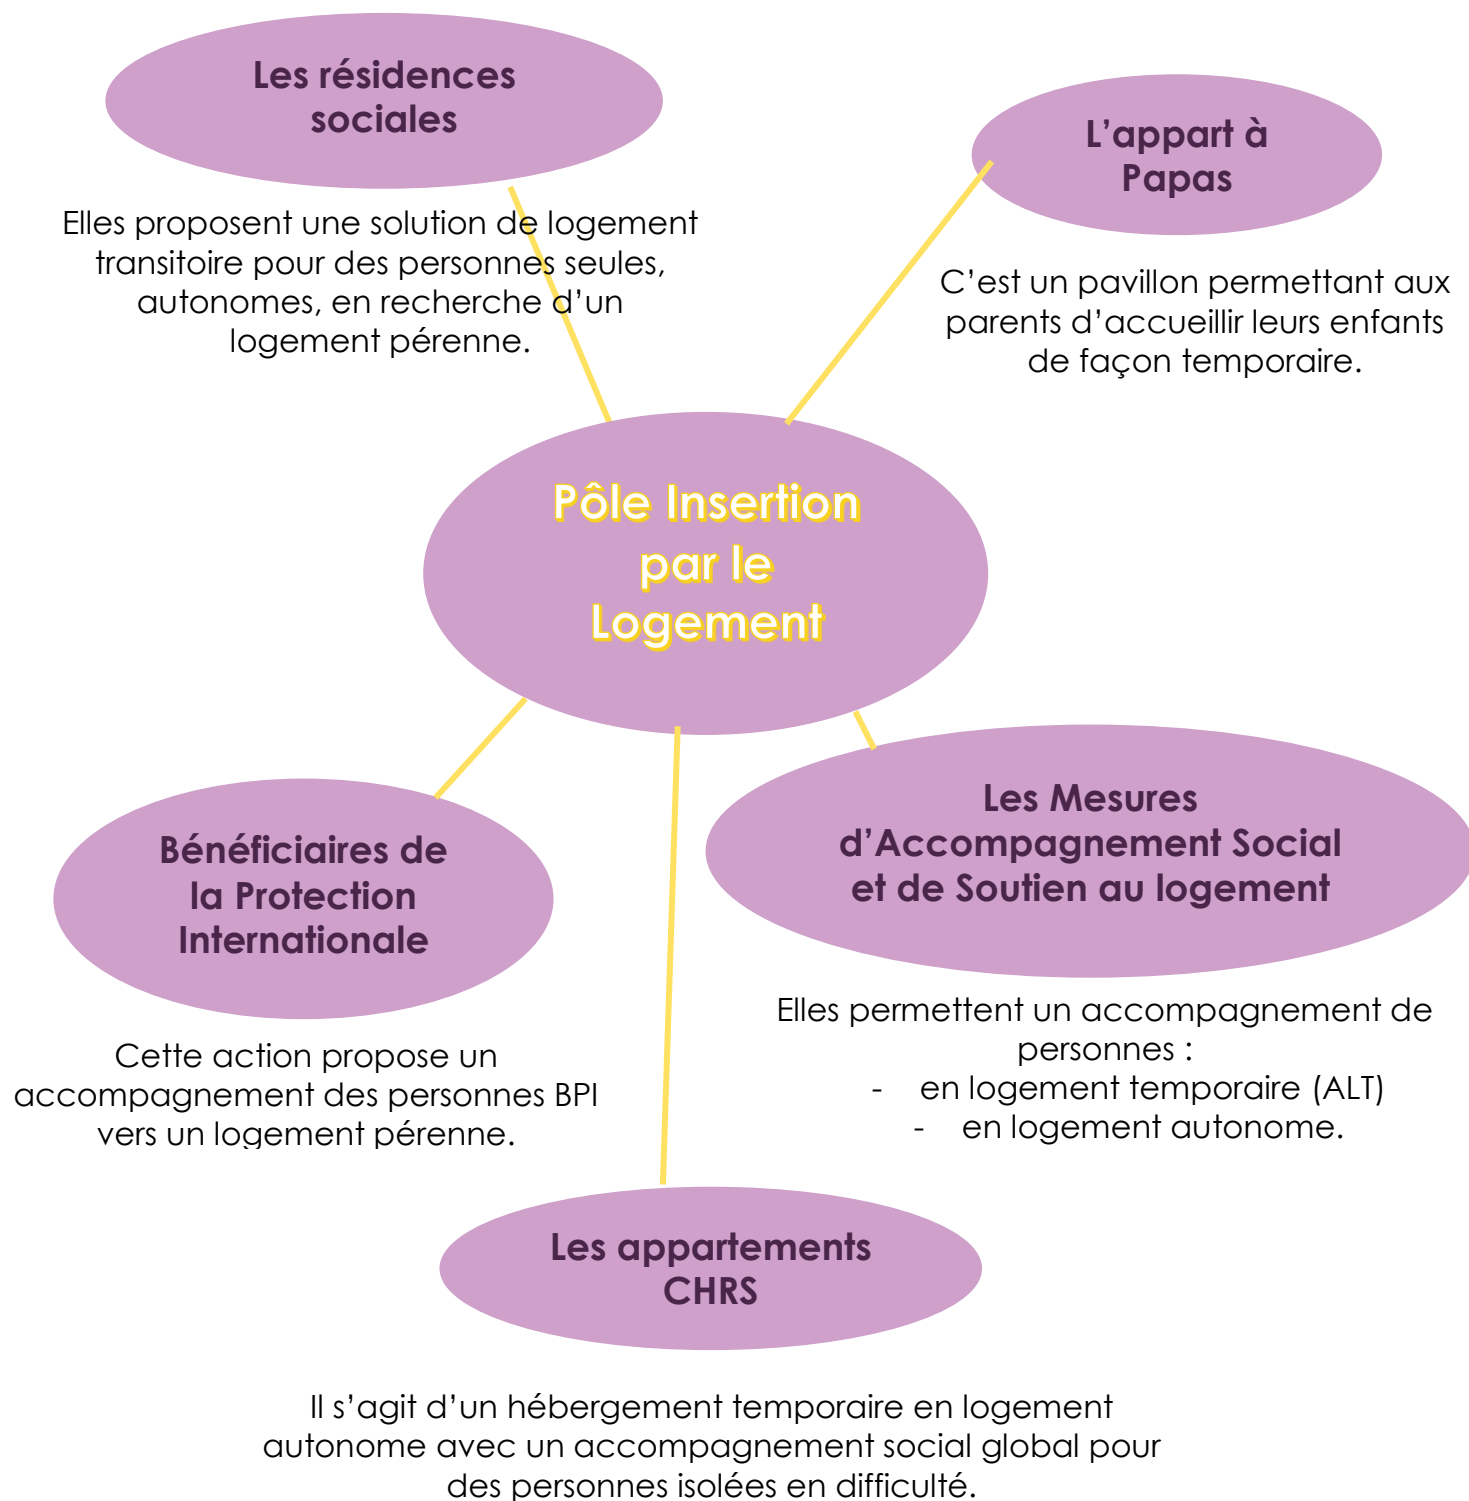 Les résidences
sociales
Elles proposent une solution de logement
transitoire pour des personnes seules,
autonomes, en recherche d’un
logement pérenne.
L’appart à
Papas
C’est un pavillon permettant aux
parents d’accueillir leurs enfants
de façon temporaire.
Pôle Insertion
par le
Logement
Bénéficiaires de
la Protection
Internationale
Cette action propose un
accompagnement des personnes BPI
vers un logement pérenne.
Les Mesures
d’Accompagnement Social
et de Soutien au logement
Elles permettent un accompagnement de
personnes :
- en logement temporaire (ALT)
- en logement autonome.
Les appartements
CHRS
Il s’agit d’un hébergement temporaire en logement
autonome avec un accompagnement social global pour
des personnes isolées en difficulté.